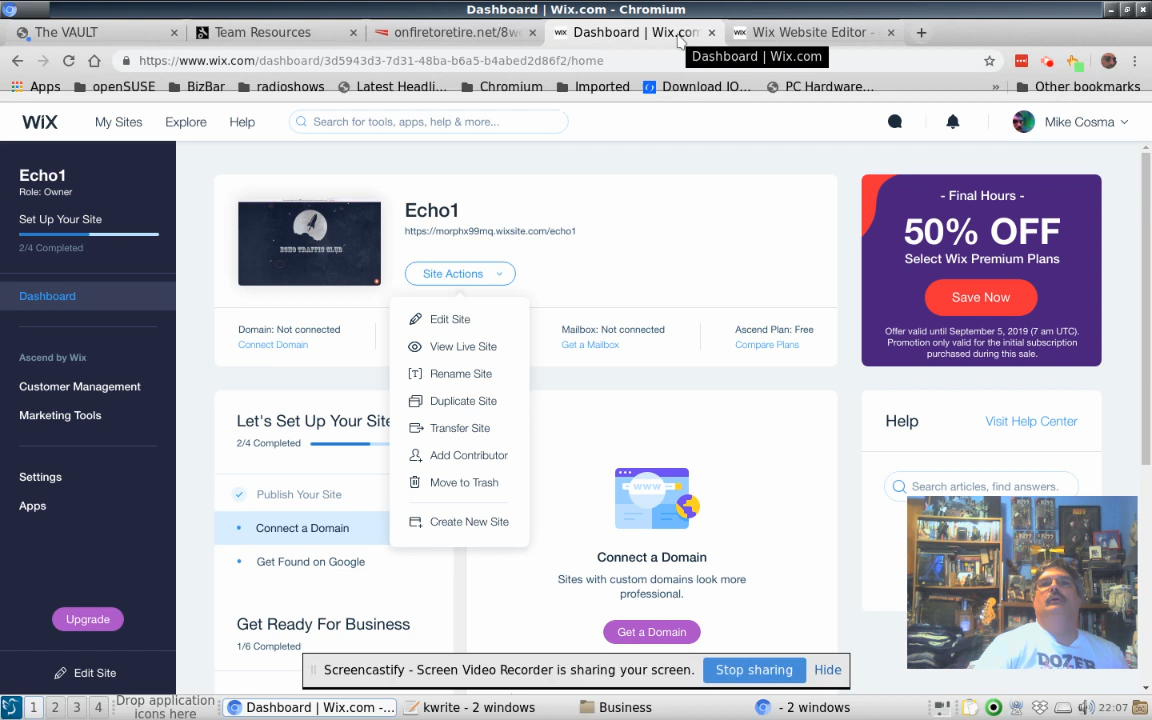 Dashboard | Wix.com - Chromium
The VAULT
Team Resources
onfiretoretire.net/8w
Dashboard | Wix.com
Wix Website Editor -
https://www.wix.com/dashboard/3d5943d3-7d31-48ba-b6a5-b4abed2d86f2/home
Dashboard | Wix.com
Apps
openSUSE
BizBar
radioshows
Latest Headli...
Chromium
Imported
Download IO...
PC Hardware...
» Other bookmarks
WiX
My Sites
Explore
Help
Search for tools, apps, help & more...
Mike Cosma
Echo1
Role: Owner
Set Up Your Site
2/4 Completed
Dashboard
Ascend by Wix
Customer Management
Marketing Tools
Settings
Apps
Upgrade
Edit Site
ECHO TRAFFIC CLUB
Echo1
https://morphx99mq.wixsite.com/echo1
Site Actions
Edit Site
View Live Site
Rename Site
Duplicate Site
Transfer Site
Add Contributor
Move to Trash
Create New Site
Domain: Not connected
Connect Domain
Mailbox: Not connected
Get a Mailbox
Ascend Plan: Free
Compare Plans
- Final Hours -
50% OFF
Select Wix Premium Plans
Save Now
Offer valid until September 5, 2019 (7 am UTC).
Promotion only valid for the initial subscription
purchased during this sale.
Let's Set Up Your Site
2/4 Completed
Publish Your Site
Connect a Domain
Get Found on Google
Get Ready For Business
1/6 Completed
WWW
Connect a Domain
Sites with custom domains look more
professional.
Get a Domain
Help
Visit Help Center
Search articles, find answers.
DOZER
Screencastify - Screen Video Recorder is sharing your screen.
Stop sharing
Hide
1 2 3 4
Drop application
icons here
Dashboard | Wix.com -...
kwrite - 2 windows
Business
- 2 windows
22:07